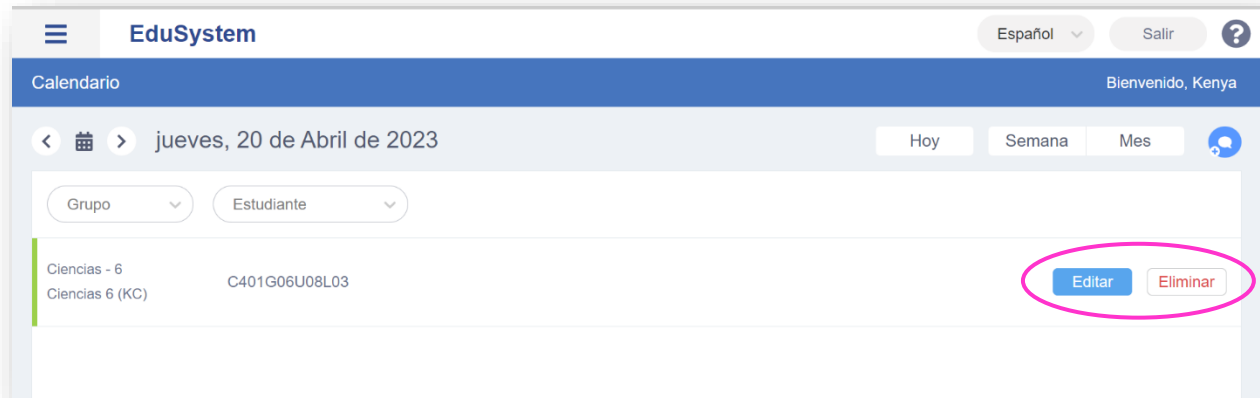 EduSystem Español Salir ?
Calendario Bienvenido, Kenya
jueves, 20 de Abril de 2023 Hoy Semana Mes
Grupo Estudiante
Ciencias - 6
Ciencias 6 (KC) C401G06U08L03 Editar Eliminar